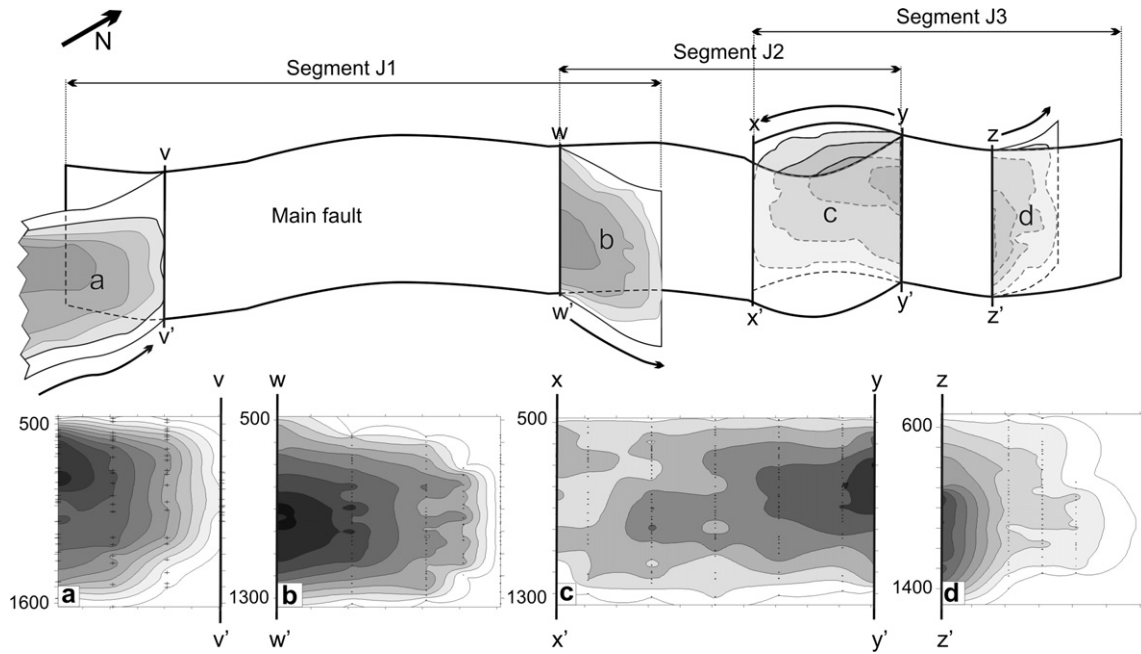 N
Segment J3
Segment J1
Segment J2
v
w
x
y
z
Main fault
a
b
c
d
v'
w'
x'
y'
z'
v
w
x
y
z
500
500
500
600
1600
a
1300
b
1300
c
1400
d
v'
w'
x'
y'
z'